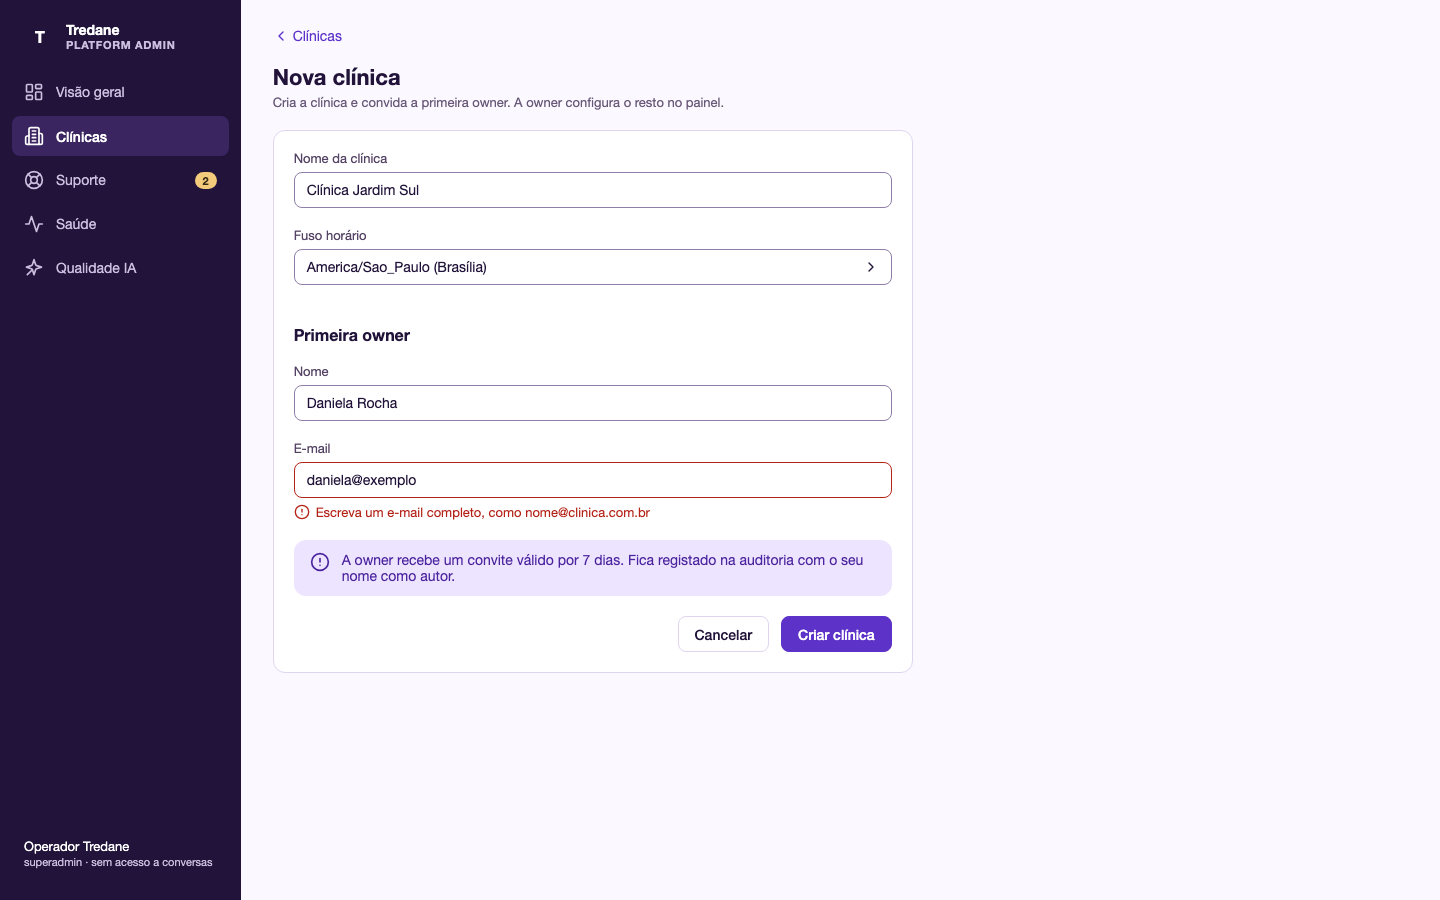 T
Tredane
PLATFORM ADMIN
Visão geral
Clínicas
Suporte
2
Saúde
Qualidade IA
Operador Tredane
superadmin · sem acesso a conversas
Clínicas
Nova clínica
Cria a clínica e convida a primeira owner. A owner configura o resto no painel.
Nome da clínica
Clínica Jardim Sul
Fuso horário
America/Sao_Paulo (Brasília)
Primeira owner
Nome
Daniela Rocha
E-mail
daniela@exemplo
Escreva um e-mail completo, como nome@clinica.com.br
A owner recebe um convite válido por 7 dias. Fica registado na auditoria com o seu
nome como autor.
Cancelar
Criar clínica